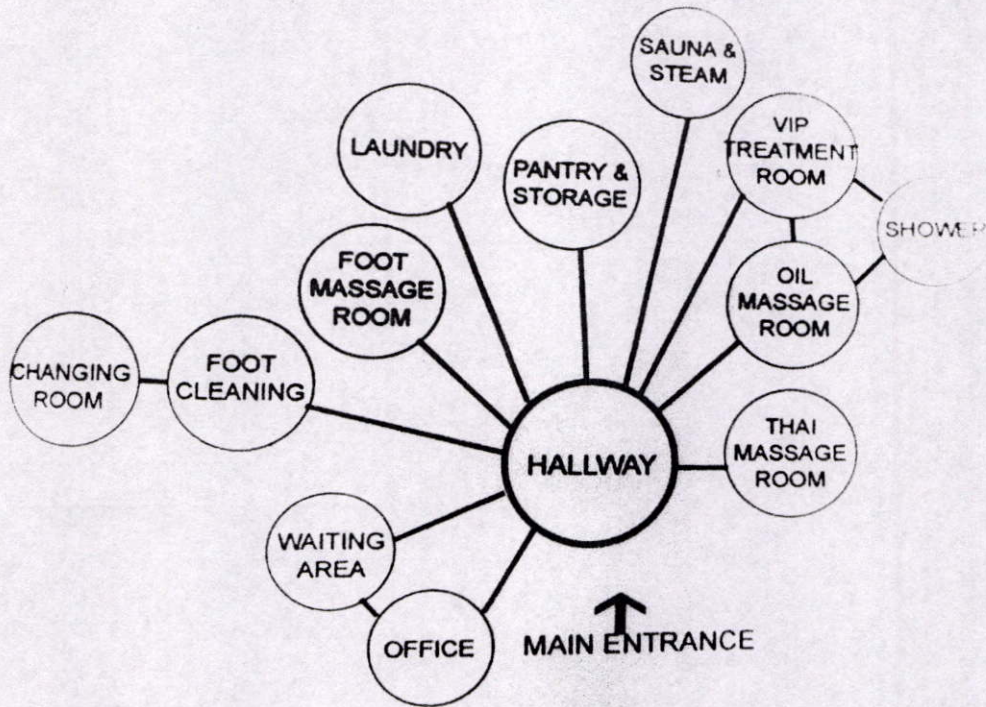 SAUNA &
STEAM
VIP
TREATMENT
ROOM
SHOWER
LAUNDRY
PANTRY &
STORAGE
FOOT
MASSAGE
ROOM
OIL
MASSAGE
ROOM
CHANGING
ROOM
FOOT
CLEANING
HALLWAY
THAI
MASSAGE
ROOM
WAITING
AREA
OFFICE
MAIN ENTRANCE